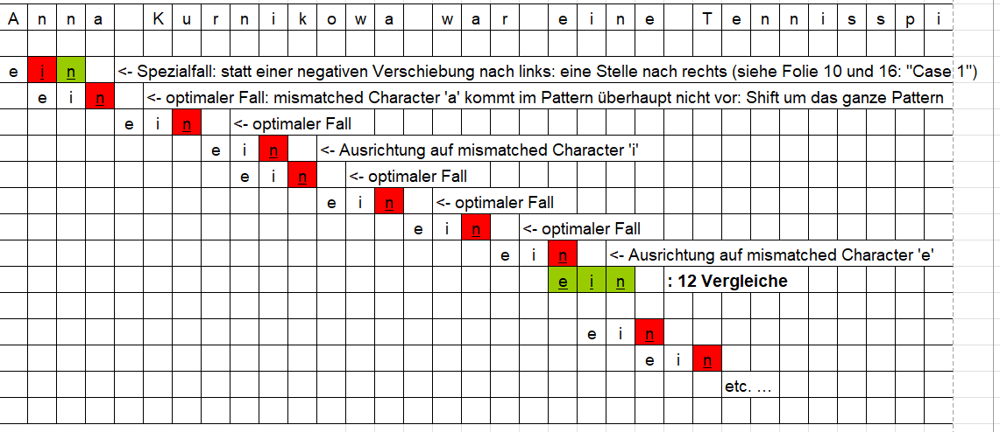 A n n a K u r n i k o w a w a r e i n e T e n n i s s p i
e i n <- Spezialfall: statt einer negativen Verschiebung nach links: eine Stelle nach rechts (siehe Folie 10 und 16: "Case 1")
e i n <- optimaler Fall: mismatched Character 'a' kommt im Pattern überhaupt nicht vor: Shift um das ganze Pattern
e i n <- optimaler Fall
e i n <- Ausrichtung auf mismatched Character 'i'
e i n <- optimaler Fall
e i n <- optimaler Fall
e i n <- optimaler Fall
e i n <- Ausrichtung auf mismatched Character 'e'
e i n : 12 Vergleiche
e i n
e i n
etc. ...